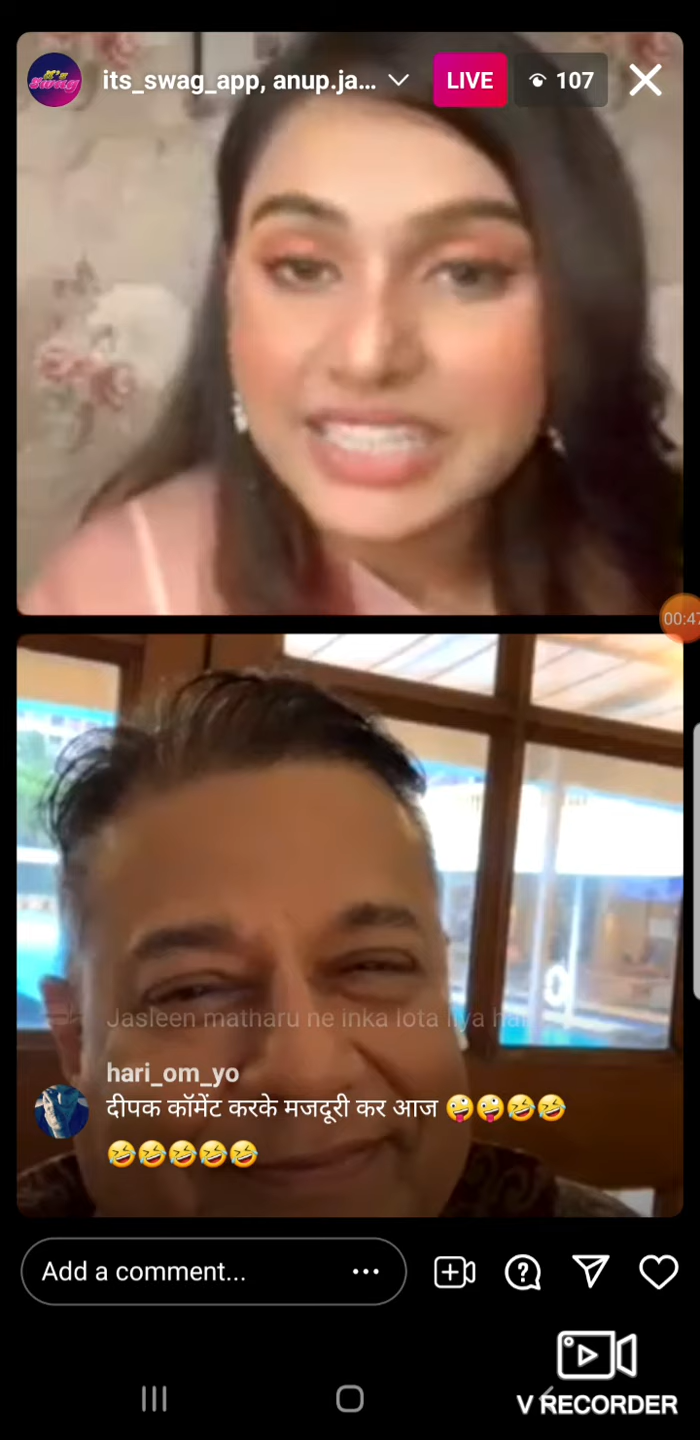 its_swag_app, anup.ja...
LIVE
107
00:47
Jasleen matharu ne inka lota liya hai
hari_om_yo
दीपक कॉमेंट करके मजदूरी कर आज 🤪🤪🤣🤣
🤣🤣🤣🤣🤣
Add a comment...
V RECORDER